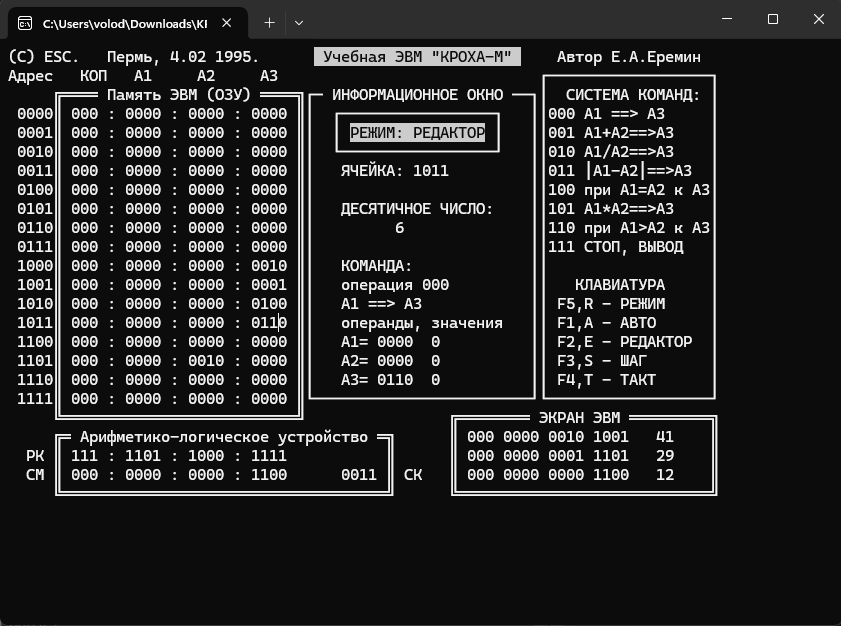 C:\Users\volod\Downloads\KI
(C) ESC. Пермь, 4.02 1995. Учебная ЭВМ "КРОХА-М" Автор Е.А.Еремин
Адрес КОП А1 А2 А3
Память ЭВМ (ОЗУ)
0000 000 : 0000 : 0000 : 0000
0001 000 : 0000 : 0000 : 0000
0010 000 : 0000 : 0000 : 0000
0011 000 : 0000 : 0000 : 0000
0100 000 : 0000 : 0000 : 0000
0101 000 : 0000 : 0000 : 0000
0110 000 : 0000 : 0000 : 0000
0111 000 : 0000 : 0000 : 0000
1000 000 : 0000 : 0000 : 0010
1001 000 : 0000 : 0000 : 0001
1010 000 : 0000 : 0000 : 0100
1011 000 : 0000 : 0000 : 0110
1100 000 : 0000 : 0000 : 0000
1101 000 : 0000 : 0010 : 0000
1110 000 : 0000 : 0000 : 0000
1111 000 : 0000 : 0000 : 0000
ИНФОРМАЦИОННОЕ ОКНО
РЕЖИМ: РЕДАКТОР
ЯЧЕЙКА: 1011
ДЕСЯТИЧНОЕ ЧИСЛО:
6
КОМАНДА:
операция 000
А1 ==> А3
операнды, значения
А1= 0000 0
А2= 0000 0
А3= 0110 0
СИСТЕМА КОМАНД:
000 А1 ==> А3
001 А1+А2==>А3
010 А1/А2==>А3
011 |А1-А2|==>А3
100 при А1=А2 к А3
101 А1*А2==>А3
110 при А1>А2 к А3
111 СТОП, ВЫВОД
КЛАВИАТУРА
F5,R - РЕЖИМ
F1,A - АВТО
F2,E - РЕДАКТОР
F3,S - ШАГ
F4,T - ТАКТ
Арифметико-логическое устройство
РК 111 : 1101 : 1000 : 1111
СМ 000 : 0000 : 0000 : 1100 0011 СК
ЭКРАН ЭВМ
000 0000 0010 1001 41
000 0000 0001 1101 29
000 0000 0000 1100 12